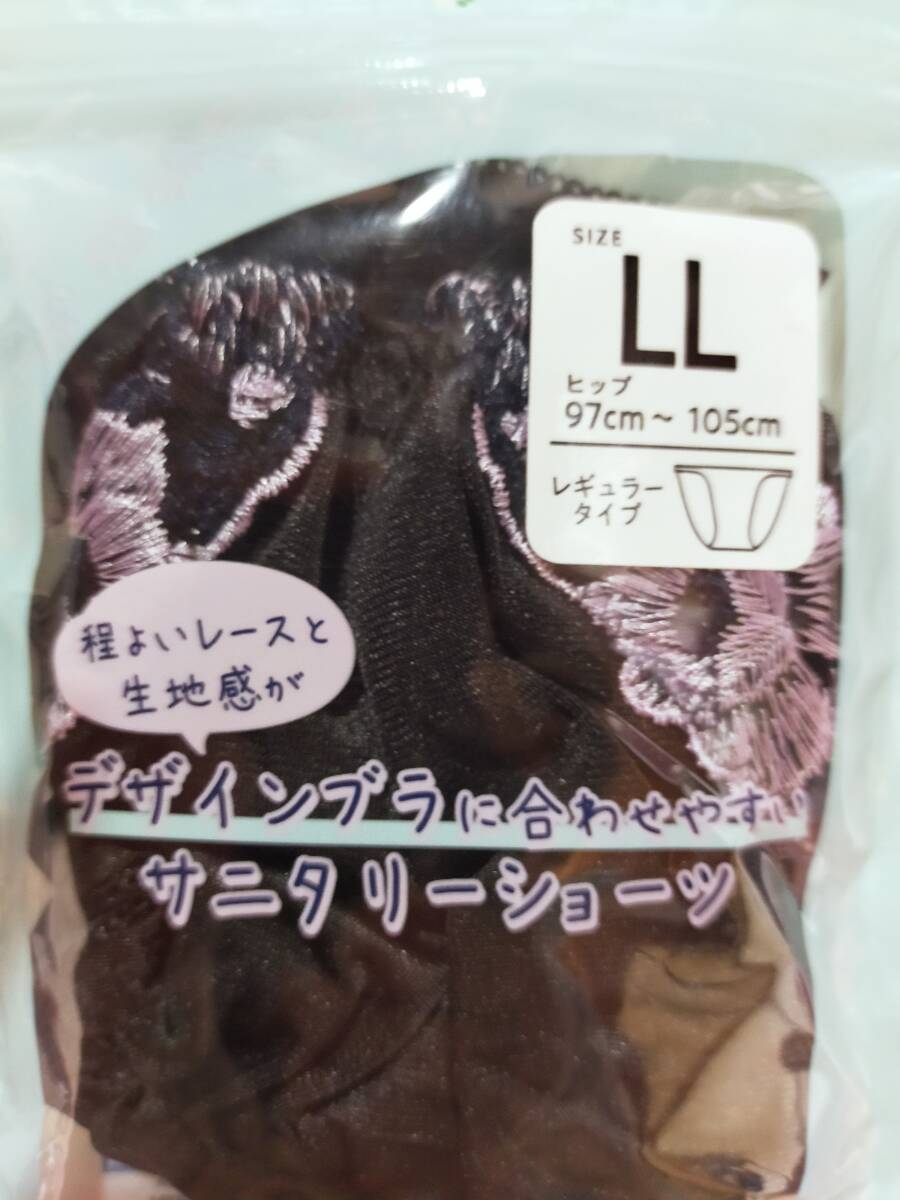 SIZE
LL
ヒップ
97cm～105cm
レギュラー
タイプ
程よいレースと
生地感が
デザインブラに合わせやすい
サニタリーショーツ